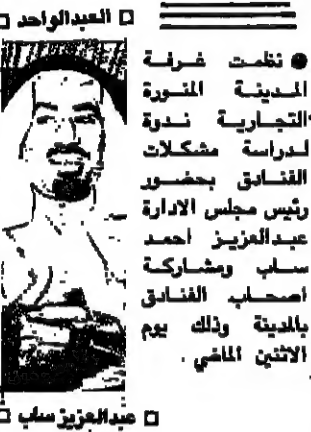 العبدالواحد
● نظمت غرفة
المدينة المنورة
التجارية ندوة
لدراسة مشكلات
الفنادق بحضور
رئيس مجلس الادارة
عبدالعزيز احمد
ساب ومشاركة
اصحاب الفنادق
بالمدينة وذلك يوم
الاثنين الماضي .
عبدالعزيز ساب